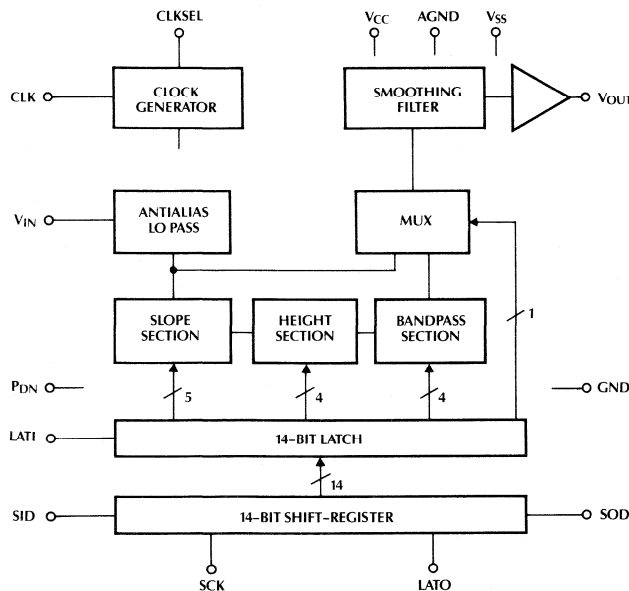 CLKSEL
VCC
AGND
VSS
CLK
CLOCK
GENERATOR
SMOOTHING
FILTER
VOUT
VIN
ANTIALIAS
LO PASS
MUX
SLOPE
SECTION
HEIGHT
SECTION
BANDPASS
SECTION
1
PDN
5
4
4
GND
LATI
14-BIT LATCH
14
SID
14-BIT SHIFT-REGISTER
SOD
SCK
LATO